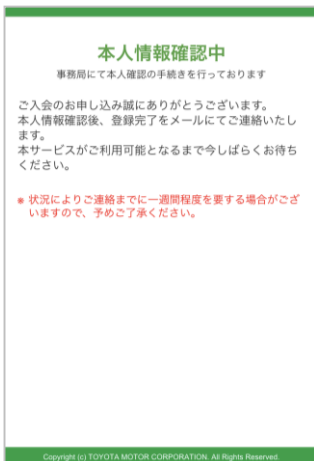 本人情報確認中
事務局にて本人確認の手続きを行っております
ご入会のお申し込み誠にありがとうございます。
本人情報確認後、登録完了をメールにてご連絡いたし
ます。
本サービスがご利用可能となるまで今しばらくお待ち
ください。
※ 状況によりご連絡までに一週間程度を要する場合がござ
いますので、予めご了承ください。
Copyright (c) TOYOTA MOTOR CORPORATION. All Rights Reserved.